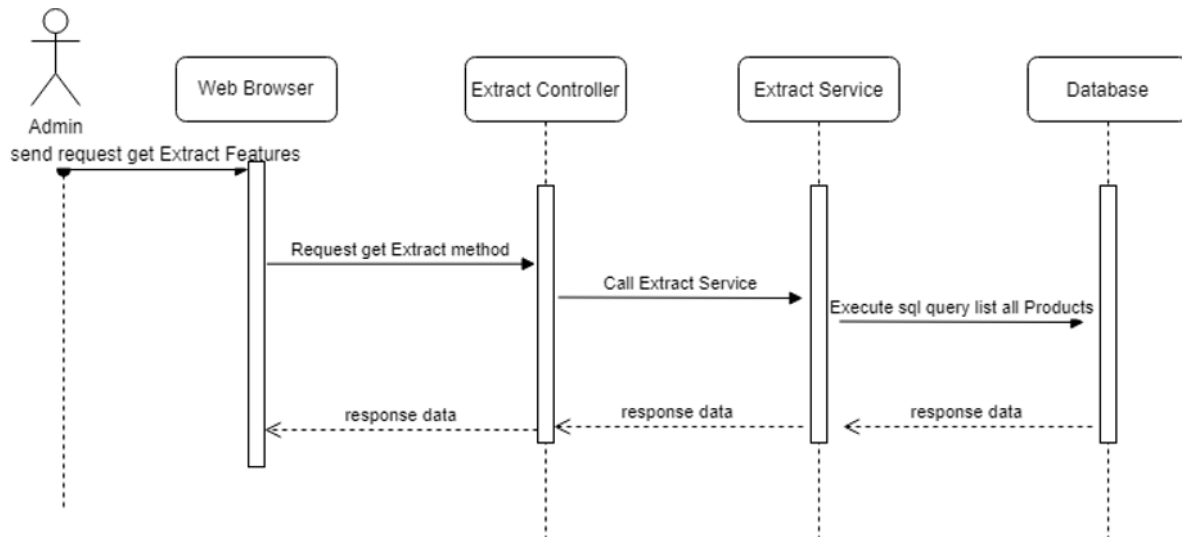 Web Browser
Extract Controller
Extract Service
Database
Admin
send request get Extract Features
Request get Extract method
Call Extract Service
Execute sql query list all Products
response data
response data
response data